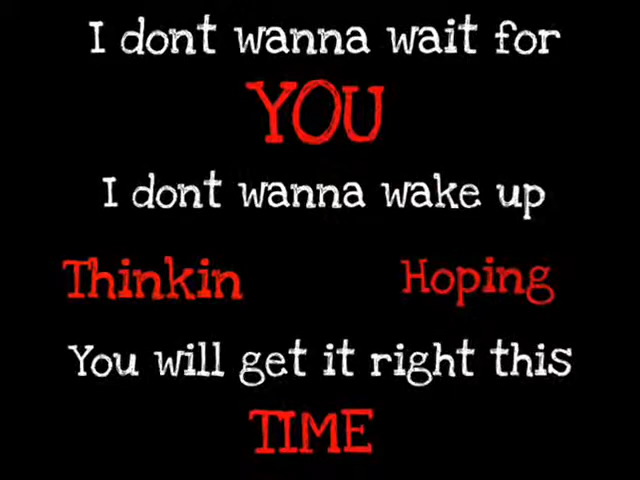 I dont wanna wait for
YOU
I dont wanna wake up
Thinkin Hoping
You will get it right this
TIME